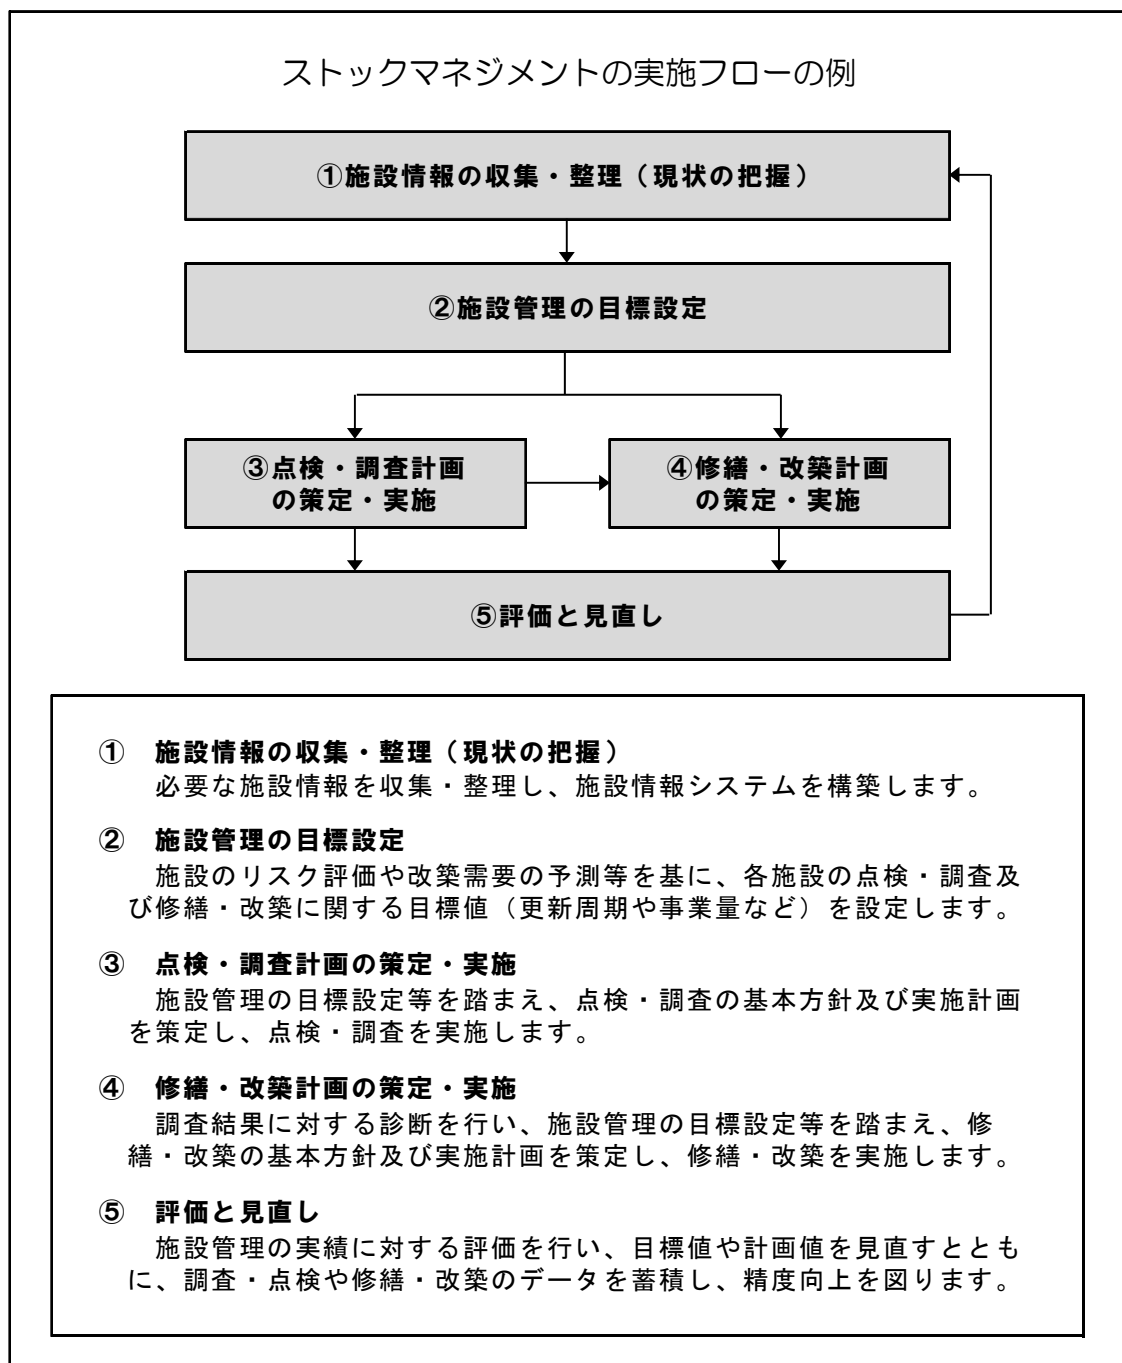 ストックマネジメントの実施フローの例
①施設情報の収集・整理（現状の把握）
②施設管理の目標設定
③点検・調査計画
の策定・実施
④修繕・改築計画
の策定・実施
⑤評価と見直し
①　施設情報の収集・整理（現状の把握）
必要な施設情報を収集・整理し、施設情報システムを構築します。
②　施設管理の目標設定
施設のリスク評価や改築需要の予測等を基に、各施設の点検・調査及
び修繕・改築に関する目標値（更新周期や事業量など）を設定します。
③　点検・調査計画の策定・実施
施設管理の目標設定等を踏まえ、点検・調査の基本方針及び実施計画
を策定し、点検・調査を実施します。
④　修繕・改築計画の策定・実施
調査結果に対する診断を行い、施設管理の目標設定等を踏まえ、修
繕・改築の基本方針及び実施計画を策定し、修繕・改築を実施します。
⑤　評価と見直し
施設管理の実績に対する評価を行い、目標値や計画値を見直すととも
に、調査・点検や修繕・改築のデータを蓄積し、精度向上を図ります。